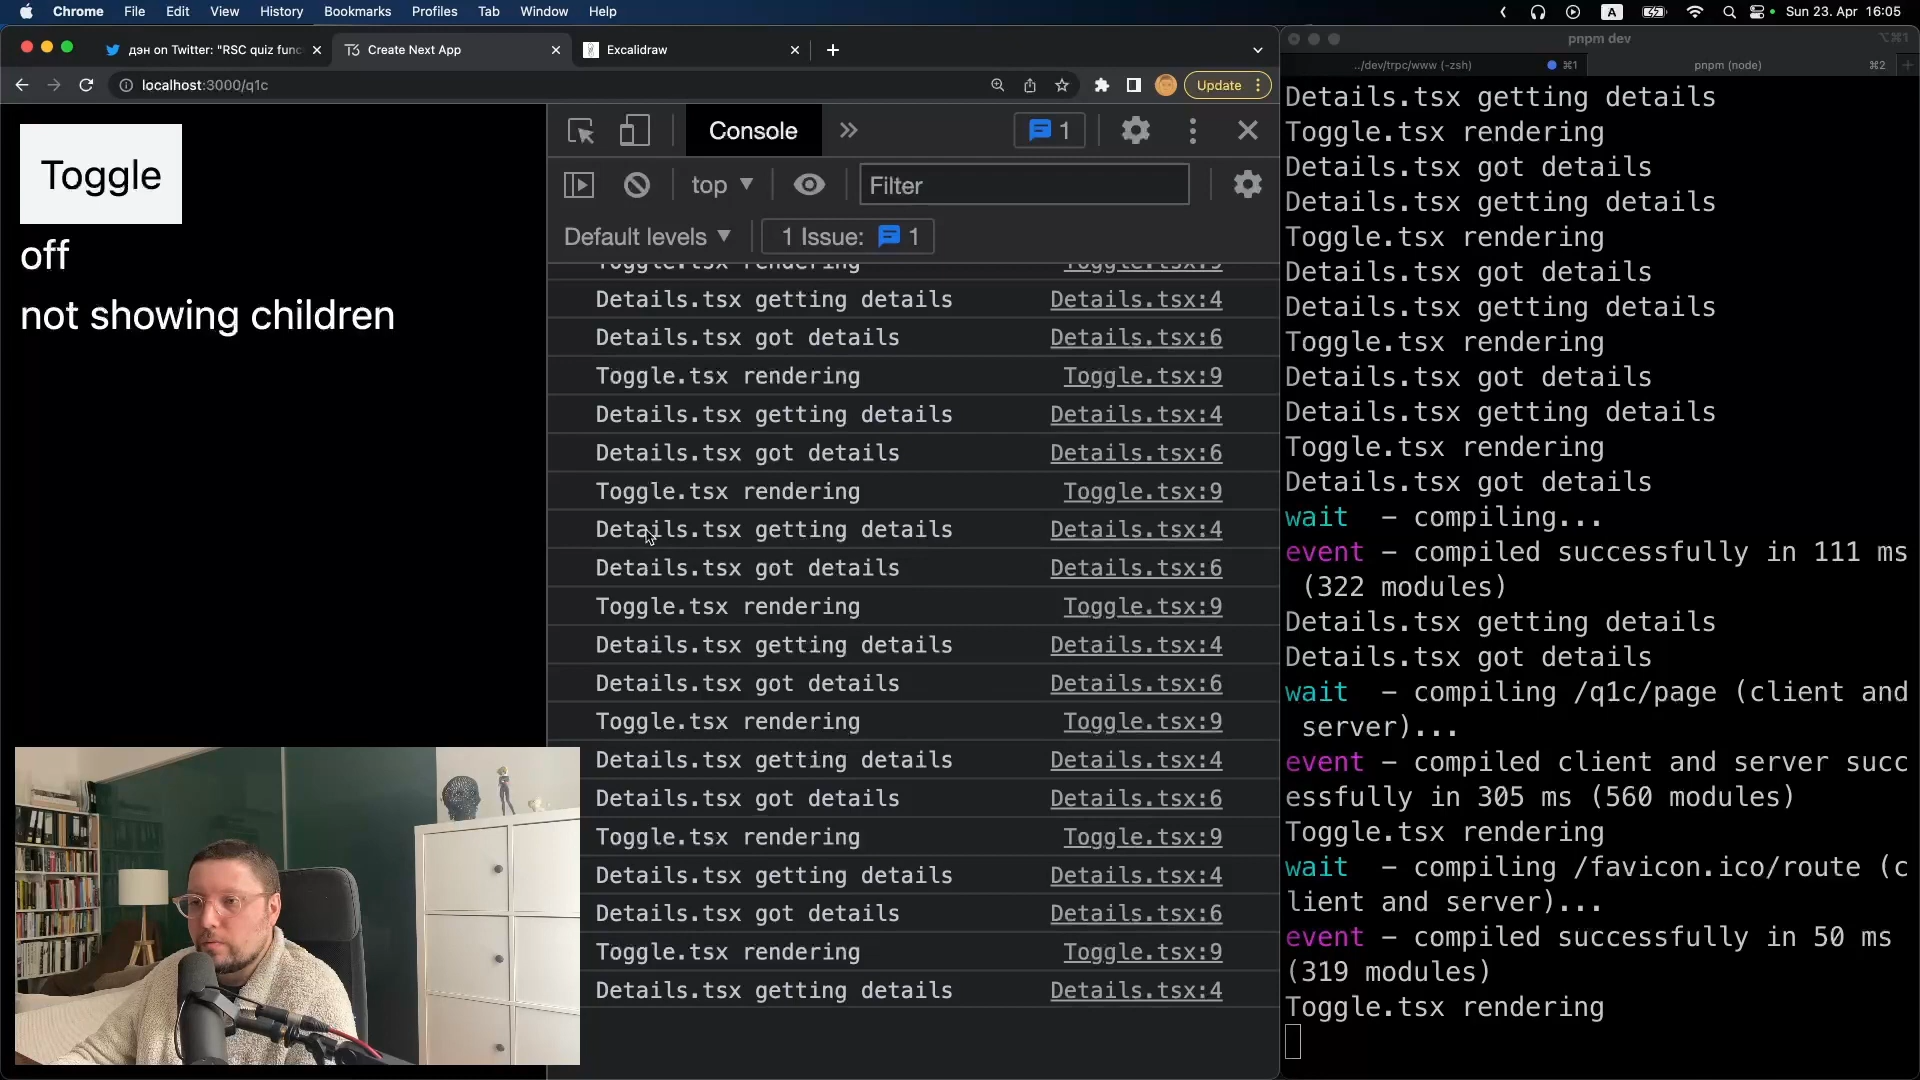 Chrome File Edit View History Bookmarks Profiles Tab Window Help
A Sun 23. Apr 16:05
дэн on Twitter: "RSC quiz func
Create Next App
Excalidraw
localhost:3000/q1c
Update
Toggle
off
not showing children
Console
1
top
Filter
Default levels
1 Issue: 1
Toggle.tsx rendering Toggle.tsx:9
Details.tsx getting details Details.tsx:4
Details.tsx got details Details.tsx:6
Toggle.tsx rendering Toggle.tsx:9
Details.tsx getting details Details.tsx:4
Details.tsx got details Details.tsx:6
Toggle.tsx rendering Toggle.tsx:9
Details.tsx getting details Details.tsx:4
Details.tsx got details Details.tsx:6
Toggle.tsx rendering Toggle.tsx:9
Details.tsx getting details Details.tsx:4
Details.tsx got details Details.tsx:6
Toggle.tsx rendering Toggle.tsx:9
Details.tsx getting details Details.tsx:4
Details.tsx got details Details.tsx:6
Toggle.tsx rendering Toggle.tsx:9
Details.tsx getting details Details.tsx:4
Details.tsx got details Details.tsx:6
Toggle.tsx rendering Toggle.tsx:9
Details.tsx getting details Details.tsx:4
pnpm dev
⌥⌘1
../dev/trpc/www (-zsh) ⌘1
pnpm (node) ⌘2
Details.tsx getting details
Toggle.tsx rendering
Details.tsx got details
Details.tsx getting details
Toggle.tsx rendering
Details.tsx got details
Details.tsx getting details
Toggle.tsx rendering
Details.tsx got details
Details.tsx getting details
Toggle.tsx rendering
Details.tsx got details
wait - compiling...
event - compiled successfully in 111 ms
(322 modules)
Details.tsx getting details
Details.tsx got details
wait - compiling /q1c/page (client and
server)...
event - compiled client and server succ
essfully in 305 ms (560 modules)
Toggle.tsx rendering
wait - compiling /favicon.ico/route (c
lient and server)...
event - compiled successfully in 50 ms
(319 modules)
Toggle.tsx rendering